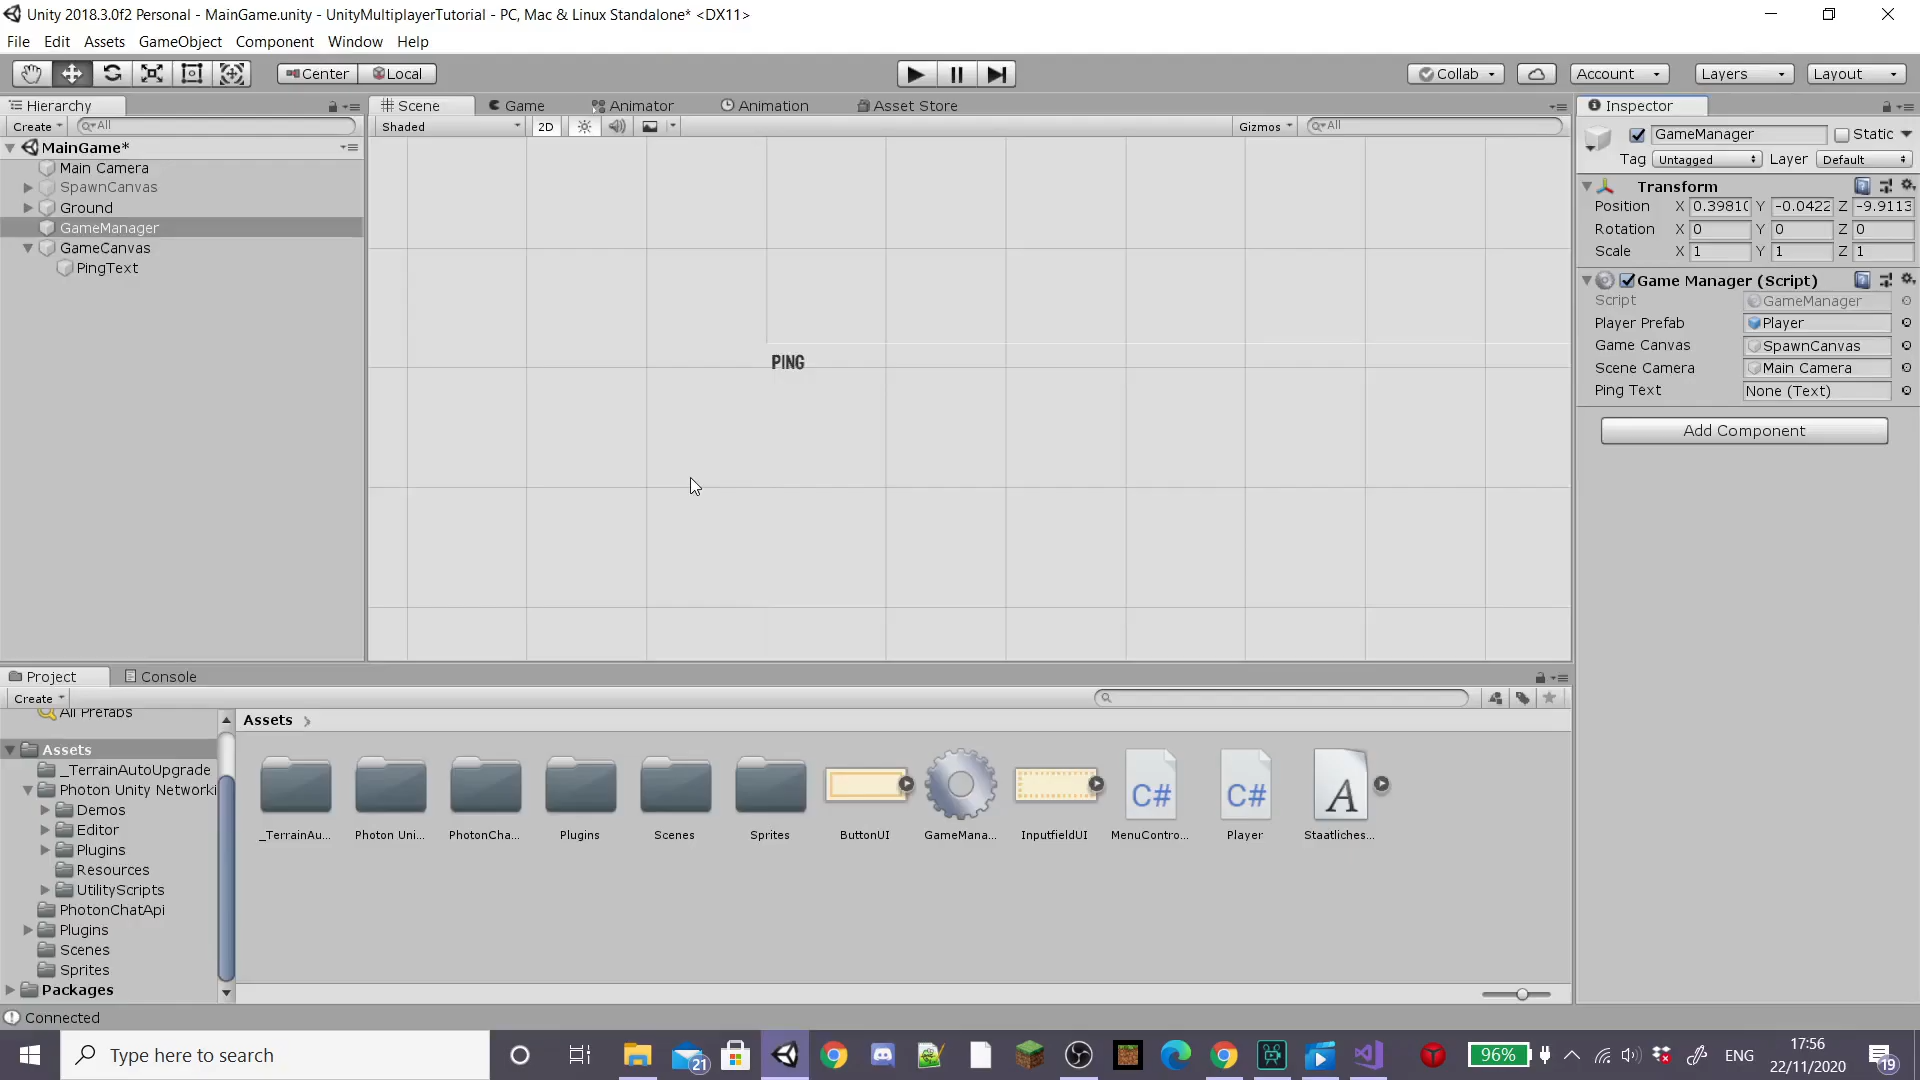 Unity 2018.3.0f2 Personal - MainGame.unity - UnityMultiplayerTutorial - PC, Mac & Linux Standalone* <DX11>
File Edit Assets GameObject Component Window Help
Center Local Collab Account Layers Layout
Hierarchy Scene Game Animator Animation Asset Store Inspector
Create All Shaded 2D Gizmos All
GameManager Static
MainGame*
Main Camera
SpawnCanvas
Ground
GameManager
GameCanvas
PingText
Tag Untagged Layer Default
Transform
Position X 0.3981 Y -0.0422 Z -9.9113
Rotation X 0 Y 0 Z 0
Scale X 1 Y 1 Z 1
Game Manager (Script)
Script GameManager
Player Prefab Player
Game Canvas SpawnCanvas
Scene Camera Main Camera
Ping Text None (Text)
Add Component
PING
Project Console
Create
All Prefabs
Assets
_TerrainAutoUpgrade
Photon Unity Networki
Demos
Editor
Plugins
Resources
UtilityScripts
PhotonChatApi
Plugins
Scenes
Sprites
Packages
Assets
_TerrainAu... Photon Uni... PhotonCha... Plugins Scenes Sprites ButtonUI GameMana... InputfieldUI MenuContro... Player Staatliches...
C# C# A
Connected
Type here to search
21
96%
ENG
17:56
22/11/2020
19